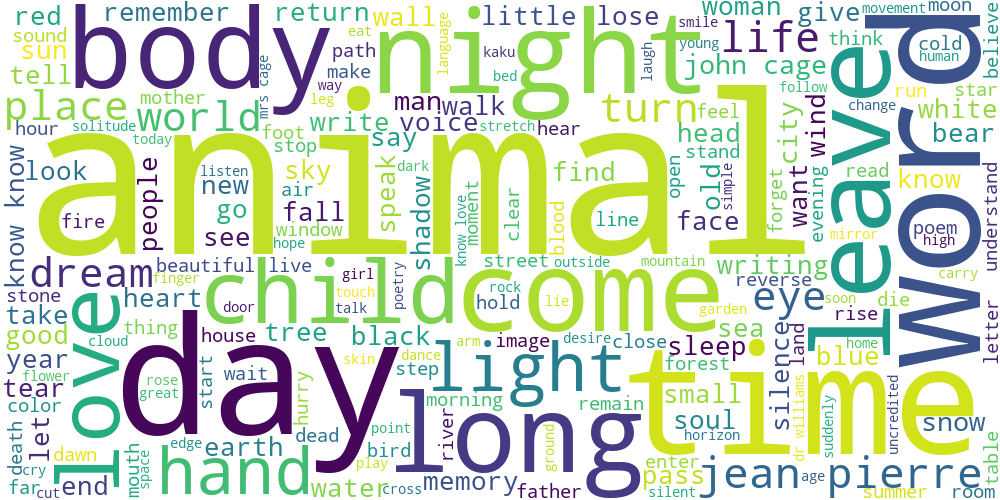 red
remember
return
wall
little
lose
woman
give
movement
moon
sound
sun
body
night
path
eat
language
kaku
smile
young
laugh
life
think
cold
human
believe
tell
mrs cage
make
way
bed
john cage
follow
star
place
mother
world
leg
man
walk
turn
feel
change
run
white
hour
solitude
today
foot
stop
write
say
voice
stretch
hear
head
stand
city
wind
bear
look
people
listen
new
sky
air
dark
speak
shadow
find
open
old
simple
want
forget
evening
read
know
leave
word
animal
fire
go
see
fall
window
hope
know love
moment
clear
blood
line
face
mirror
poem
high
understand
know know
dream
beautiful
live
girl
street
outside
mountain
writing
reverse
carry
stone
finger
touch
talk
poetry
rock
hold
lie
eye
soon
die
take
heart
child
come
door
garden
rise
letter
good
cloud
thing
house
tree
black
image
desire
close
sleep
sea
silence
land
home
year
love
day
skin
dance
arm
step
light
forest
time
blue
tear
flower
rose
great
start
wait
hurry
morning
remain
small
color
let
dead
point
river
long
soul
horizon
dr williams
suddenly
uncredited
snow
death
dawn
edge
earth
bird
play
ground
cry
mouth
space
hand
memory
enter
pass
jean pierre
table
far
cut
end
water
cross
father
silent
age
summer
room